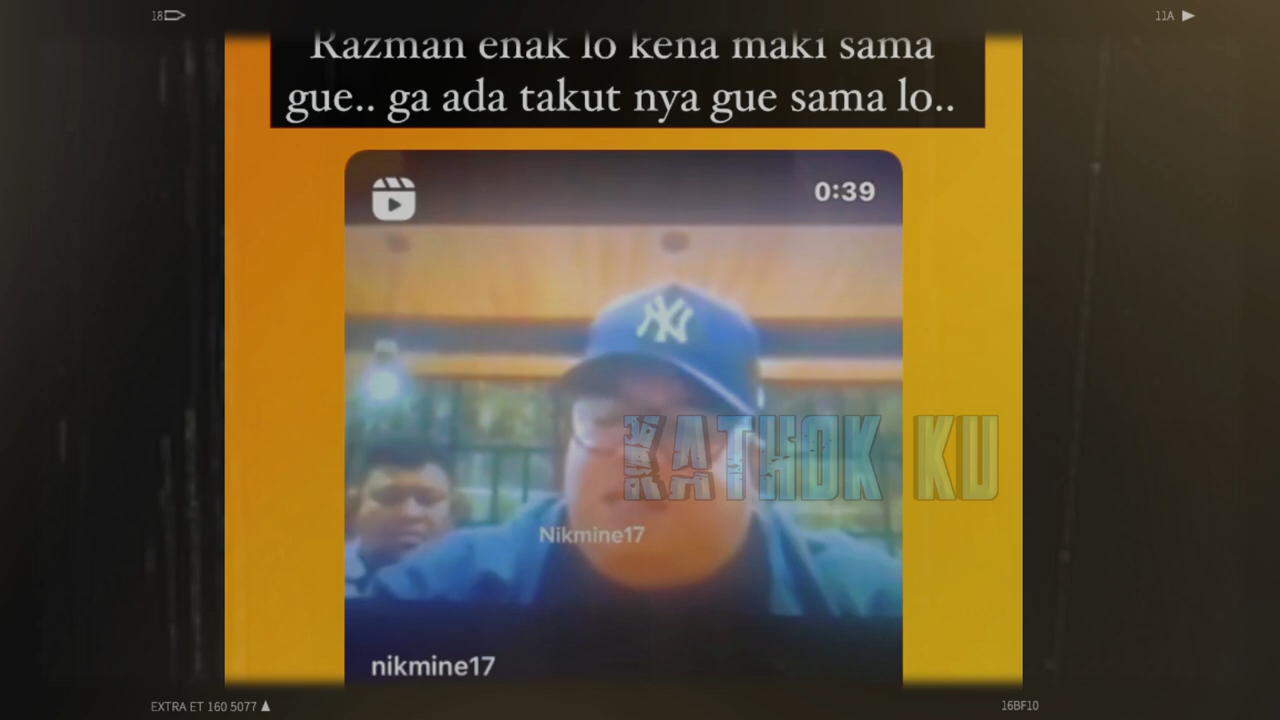 18
11A
Razman enak lo kena maki sama
gue.. ga ada takut nya gue sama lo..
0:39
NY
KATHOK KU
Nikmine17
nikmine17
EXTRA ET 160 5077
16BF10